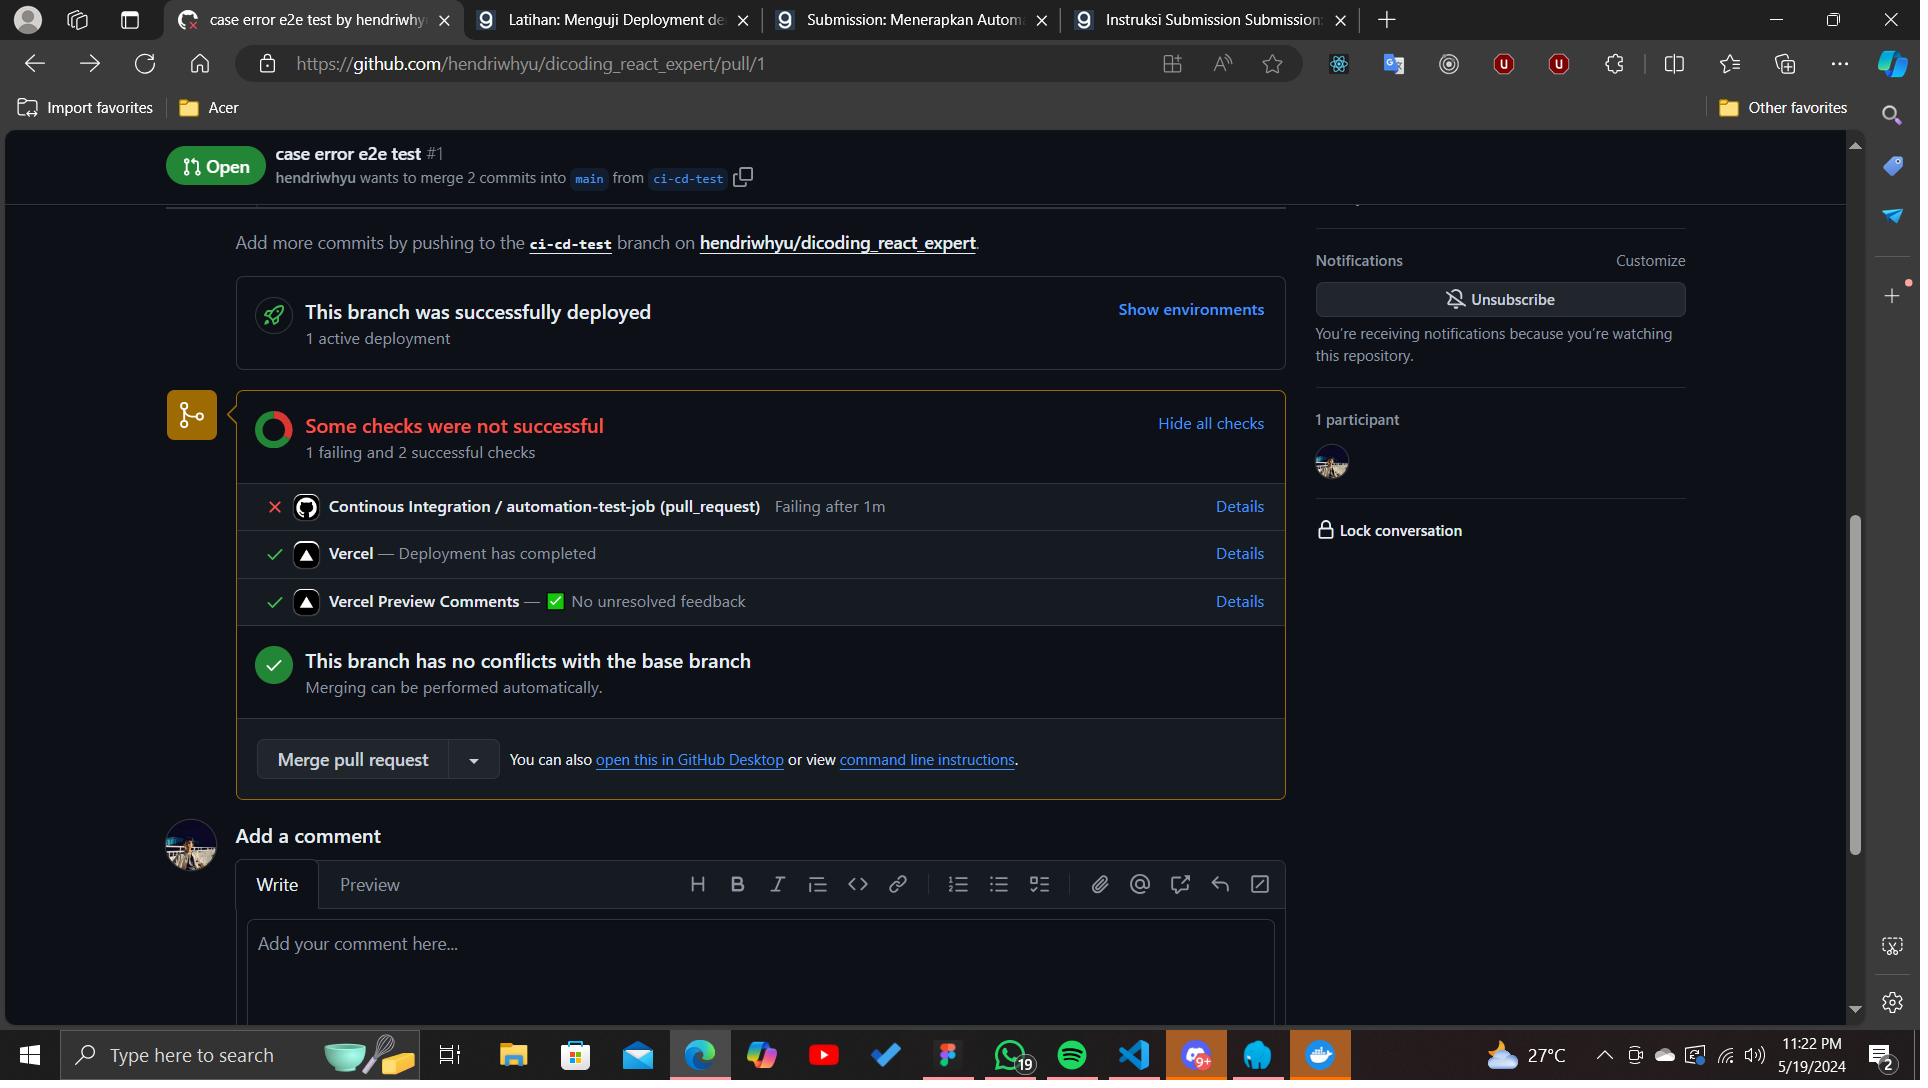 case error e2e test by hendriwhy
Latihan: Menguji Deployment de
Submission: Menerapkan Autom
Instruksi Submission Submission:
https://github.com/hendriwhyu/dicoding_react_expert/pull/1
Import favorites
Acer
Other favorites
Open
case error e2e test #1
hendriwhyu wants to merge 2 commits into main from ci-cd-test
Add more commits by pushing to the ci-cd-test branch on hendriwhyu/dicoding_react_expert.
This branch was successfully deployed
Show environments
1 active deployment
Some checks were not successful
Hide all checks
1 failing and 2 successful checks
Continous Integration / automation-test-job (pull_request) Failing after 1m
Details
Vercel — Deployment has completed
Details
Vercel Preview Comments — ✅ No unresolved feedback
Details
This branch has no conflicts with the base branch
Merging can be performed automatically.
Merge pull request
You can also open this in GitHub Desktop or view command line instructions.
Notifications
Customize
Unsubscribe
You're receiving notifications because you're watching
this repository.
1 participant
Lock conversation
Add a comment
Write
Preview
Add your comment here...
Type here to search
19
9+
27°C
11:22 PM
5/19/2024
2